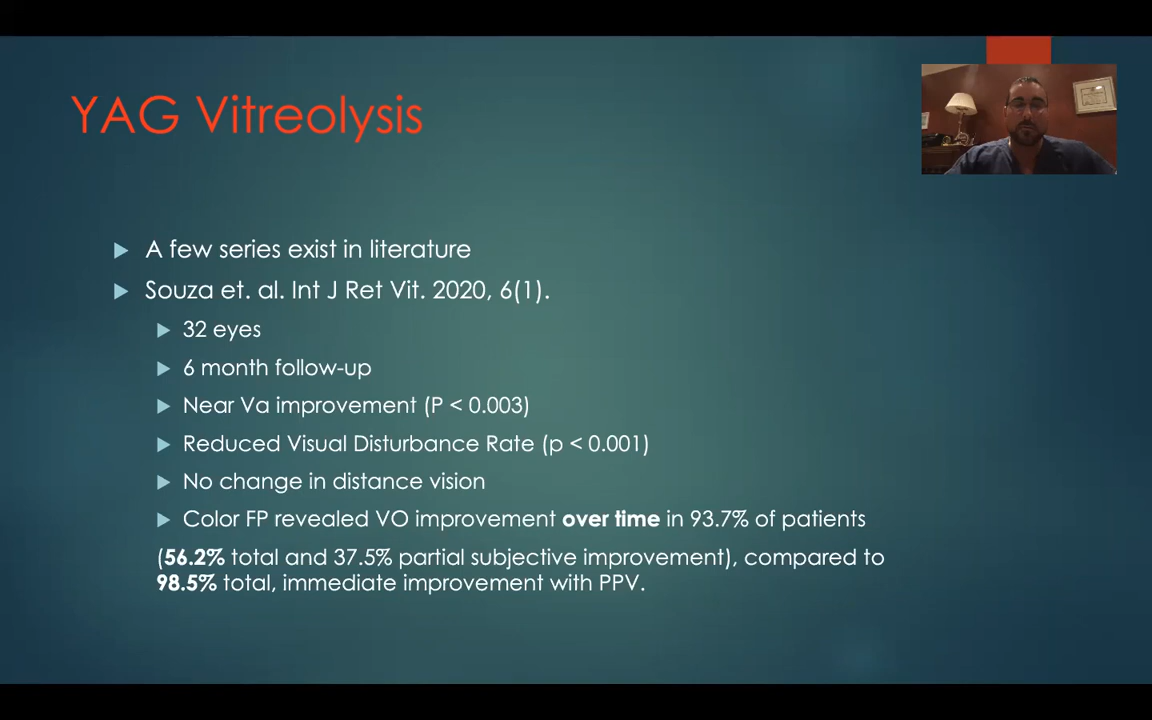 YAG Vitreolysis
A few series exist in literature
Souza et. al. Int J Ret Vit. 2020, 6(1).
32 eyes
6 month follow-up
Near Va improvement (P < 0.003)
Reduced Visual Disturbance Rate (p < 0.001)
No change in distance vision
Color FP revealed VO improvement over time in 93.7% of patients
(56.2% total and 37.5% partial subjective improvement), compared to
98.5% total, immediate improvement with PPV.